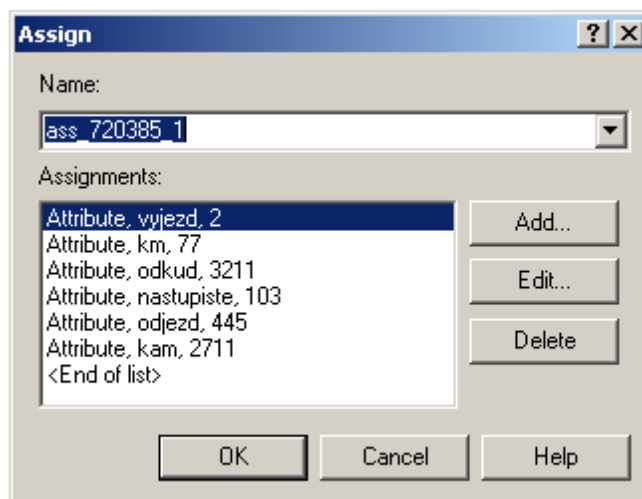 Assign
Name:
ass_720385_1
Assignments:
Attribute, vyjezd, 2
Attribute, km, 77
Attribute, odkud, 3211
Attribute, nastupiste, 103
Attribute, odjezd, 445
Attribute, kam, 2711
<End of list>
Add...
Edit...
Delete
OK
Cancel
Help